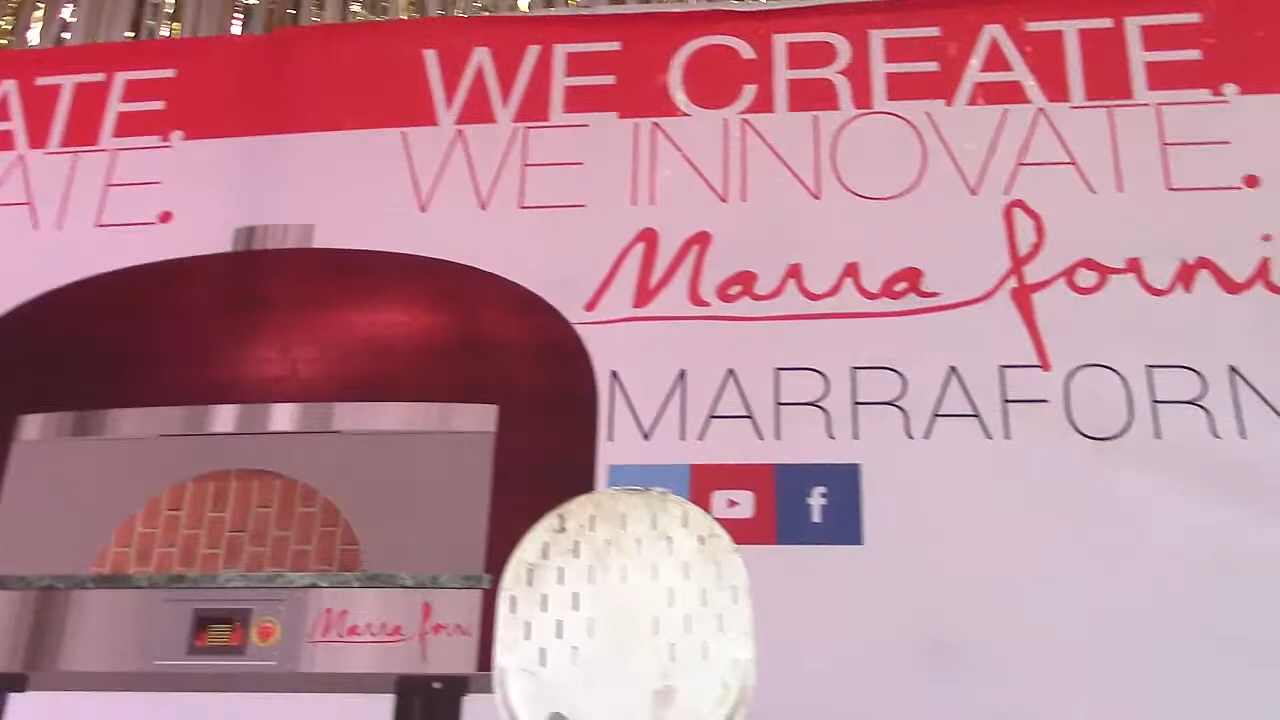 ATE.
ATE.
WE CREATE.
WE INNOVATE.
Marra forni
MARRAFORN
f
Marra forni